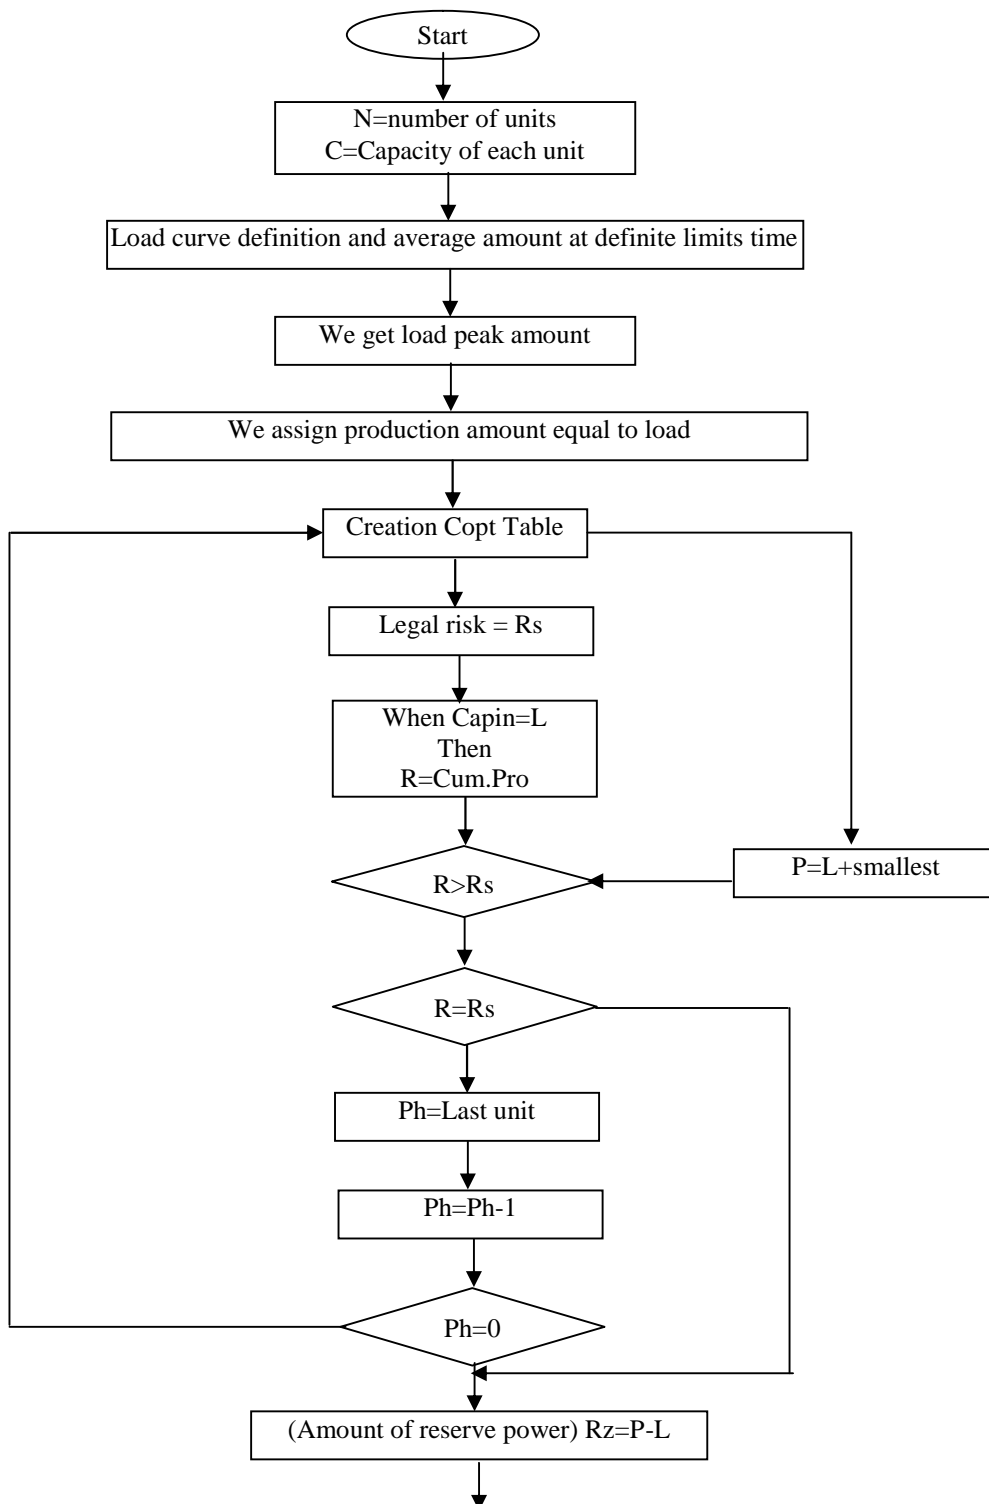 Start
N=number of units
C=Capacity of each unit
Load curve definition and average amount at definite limits time
We get load peak amount
We assign production amount equal to load
Creation Copt Table
Legal risk = Rs
When Capin=L
Then
R=Cum.Pro
R>Rs
P=L+smallest
R=Rs
Ph=Last unit
Ph=Ph-1
Ph=0
(Amount of reserve power) Rz=P-L